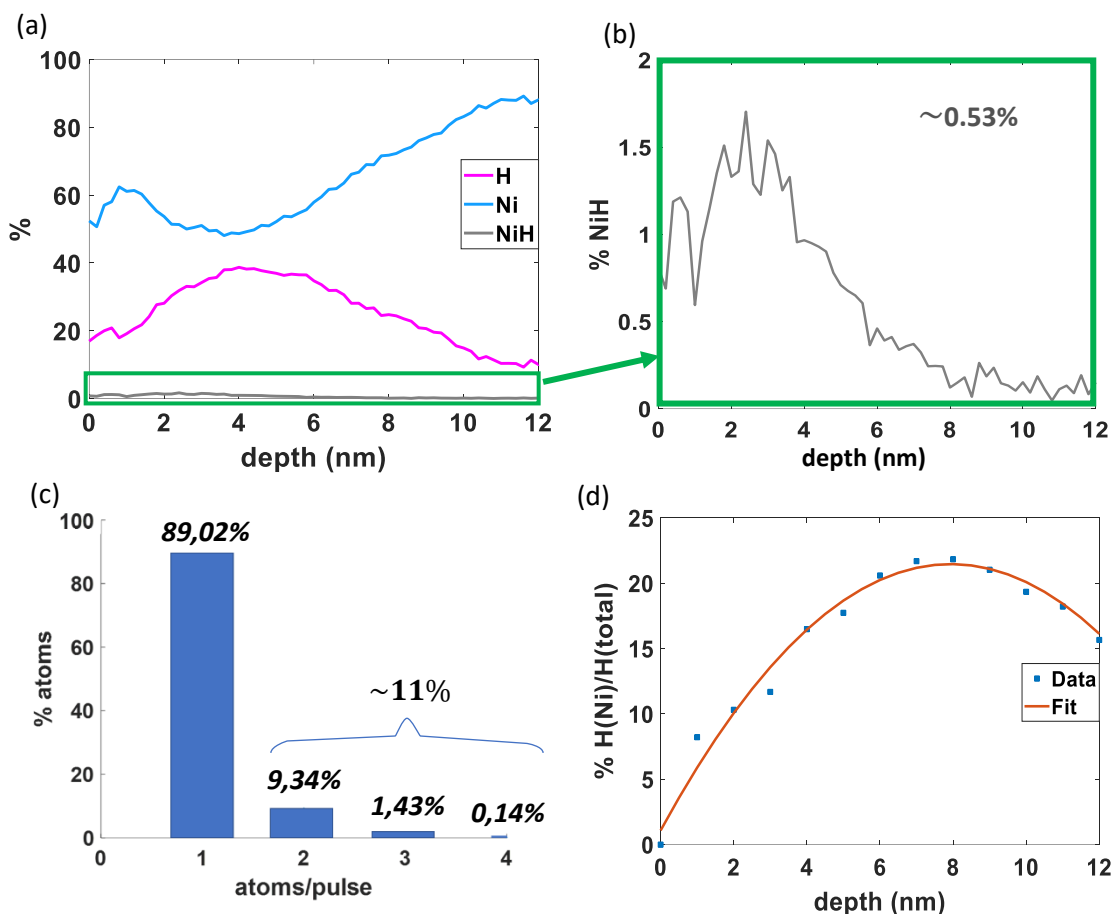 (a)
100
80
60
40
20
0
%
H
Ni
NiH
0 2 4 6 8 10 12
depth (nm)
(b)
2
1.5
1
0.5
0
% NiH
~0.53%
0 2 4 6 8 10 12
depth (nm)
(c)
100
80
60
40
20
0
% atoms
89,02%
~11%
9,34%
1,43%
0,14%
0 1 2 3 4
atoms/pulse
(d)
25
20
15
10
5
0
% H(Ni)/H(total)
Data
Fit
0 2 4 6 8 10 12
depth (nm)